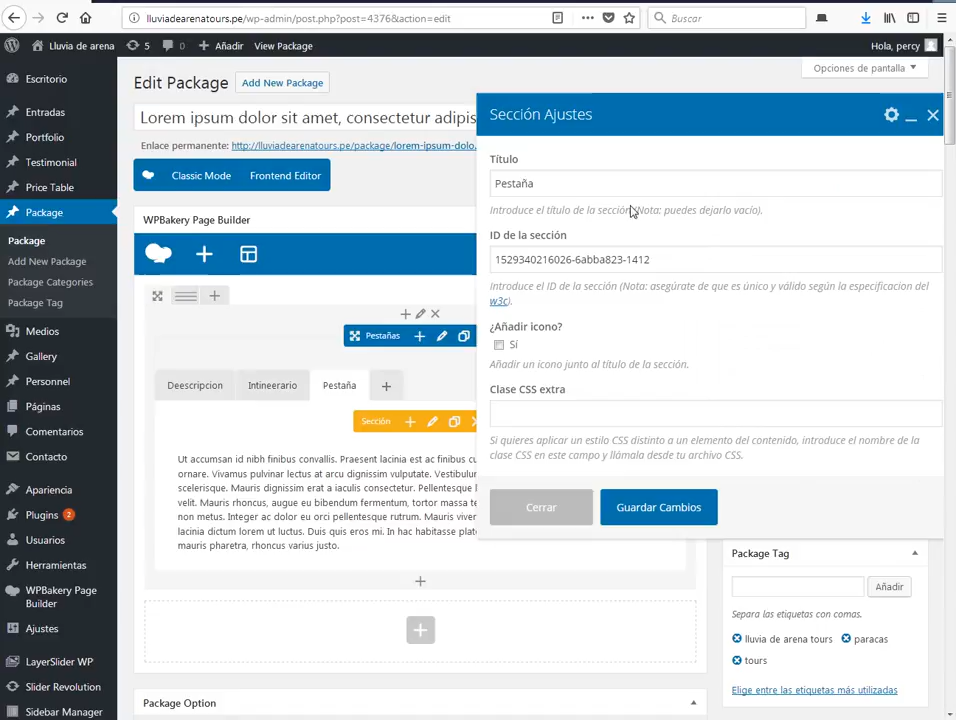 lluviadearenatours.pe/wp-admin/post.php?post=4376&action=edit
Buscar
Lluvia de arena
5
0
Añadir
View Package
Hola, percy
Escritorio
Entradas
Portfolio
Testimonial
Price Table
Package
Package
Add New Package
Package Categories
Package Tag
Medios
Gallery
Personnel
Páginas
Comentarios
Contacto
Apariencia
Plugins 2
Usuarios
Herramientas
WPBakery Page
Builder
Ajustes
LayerSlider WP
Slider Revolution
Sidebar Manager
Opciones de pantalla
Edit Package
Add New Package
Lorem ipsum dolor sit amet, consectetur adipis
Enlace permanente: http://lluviadearenatours.pe/package/lorem-ipsum-dolo.
Classic Mode
Frontend Editor
WPBakery Page Builder
Pestañas
Deescripcion
Intineerario
Pestaña
Sección
Ut accumsan id nibh finibus convallis. Praesent lacinia est ac finibus cu
ornare. Vivamus pulvinar lectus at arcu dignissim vulputate. Vestibulur
scelerisque. Mauris dignissim erat a iaculis consectetur. Pellentesque l
velit. Mauris rhoncus, augue eu bibendum fermentum, tortor massa te
non metus. Integer ac dolor eu orci pellentesque rutrum. Mauris viver
lacinia dictum lorem ut luctus. Duis quis eros mi. In hac habitasse plate
mauris pharetra, rhoncus varius justo.
Package Option
Sección Ajustes
Título
Pestaña
Introduce el título de la sección (Nota: puedes dejarlo vacío).
ID de la sección
1529340216026-6abba823-1412
Introduce el ID de la sección (Nota: asegúrate de que es único y válido según la especificacion del
w3c).
¿Añadir icono?
Sí
Añadir un icono junto al título de la sección.
Clase CSS extra
Si quieres aplicar un estilo CSS distinto a un elemento del contenido, introduce el nombre de la
clase CSS en este campo y llámala desde tu archivo CSS.
Cerrar
Guardar Cambios
Package Tag
Añadir
Separa las etiquetas con comas.
lluvia de arena tours
paracas
tours
Elige entre las etiquetas más utilizadas